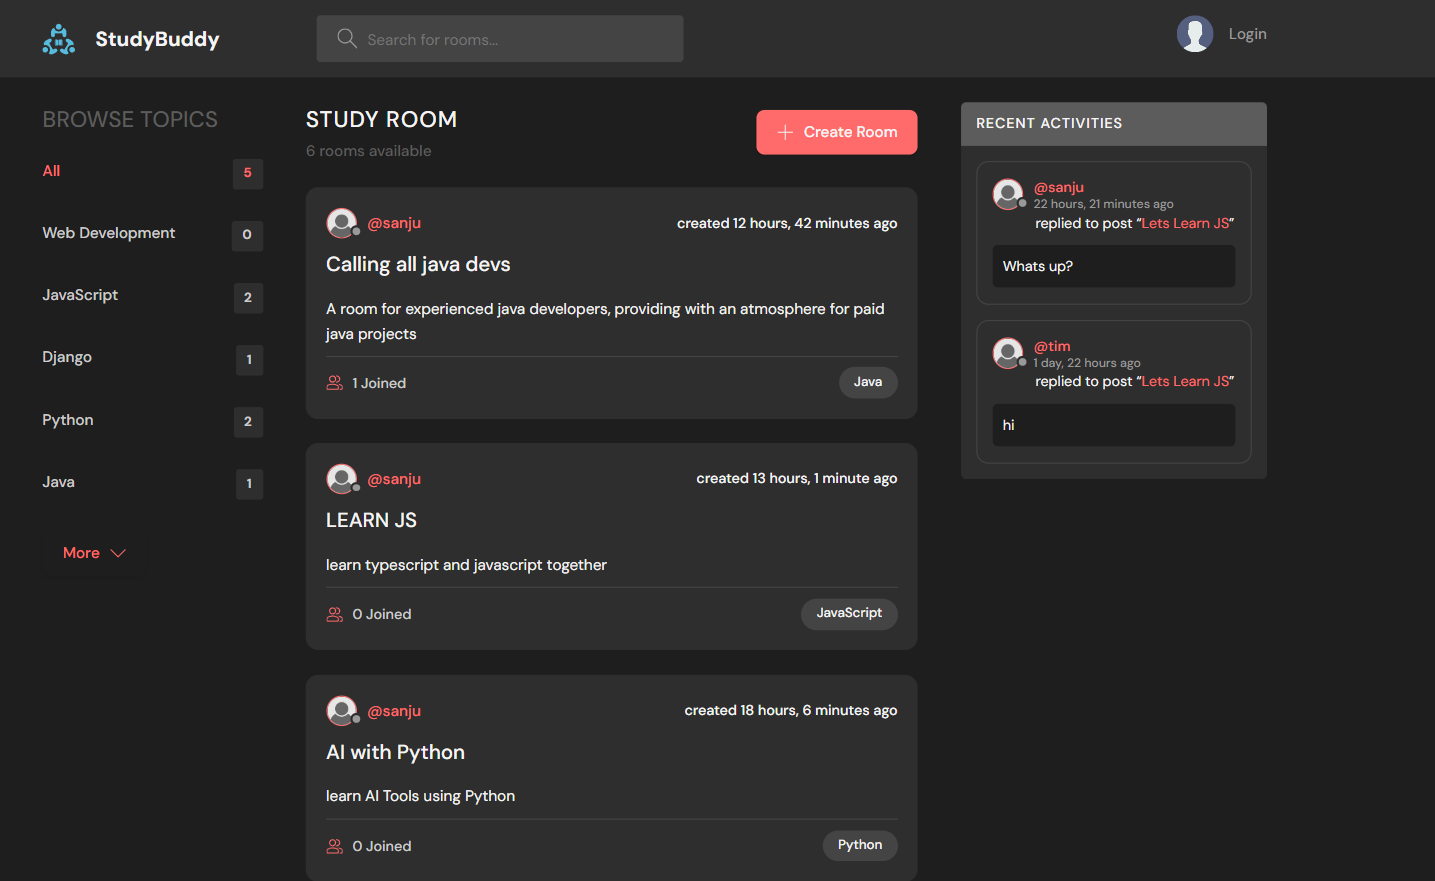 StudyBuddy
Search for rooms...
Login
BROWSE TOPICS
All 5
Web Development 0
JavaScript 2
Django 1
Python 2
Java 1
More
STUDY ROOM
6 rooms available
Create Room
@sanju
created 12 hours, 42 minutes ago
Calling all java devs
A room for experienced java developers, providing with an atmosphere for paid
java projects
1 Joined
Java
@sanju
created 13 hours, 1 minute ago
LEARN JS
learn typescript and javascript together
0 Joined
JavaScript
@sanju
created 18 hours, 6 minutes ago
AI with Python
learn AI Tools using Python
0 Joined
Python
RECENT ACTIVITIES
@sanju
22 hours, 21 minutes ago
replied to post “Lets Learn JS”
Whats up?
@tim
1 day, 22 hours ago
replied to post “Lets Learn JS”
hi